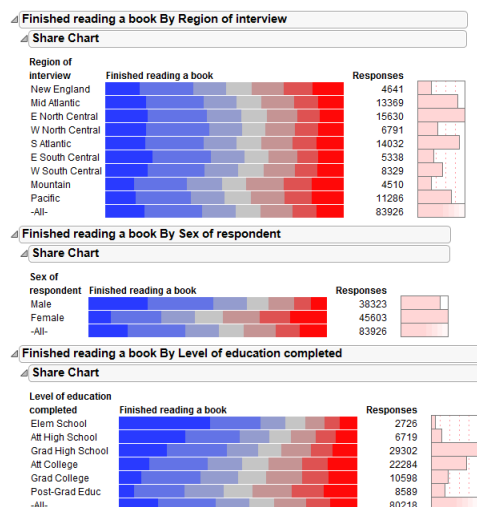 Finished reading a book By Region of interview
Share Chart
Region of
interview Finished reading a book Responses
New England 4641
Mid Atlantic 13369
E North Central 15630
W North Central 6791
S Atlantic 14032
E South Central 5338
W South Central 8329
Mountain 4510
Pacific 11286
-All- 83926
Finished reading a book By Sex of respondent
Share Chart
Sex of
respondent Finished reading a book Responses
Male 38323
Female 45603
-All- 83926
Finished reading a book By Level of education completed
Share Chart
Level of education
completed Finished reading a book Responses
Elem School 2726
Att High School 6719
Grad High School 29302
Att College 22284
Grad College 10598
Post-Grad Educ 8589
-All- 80218